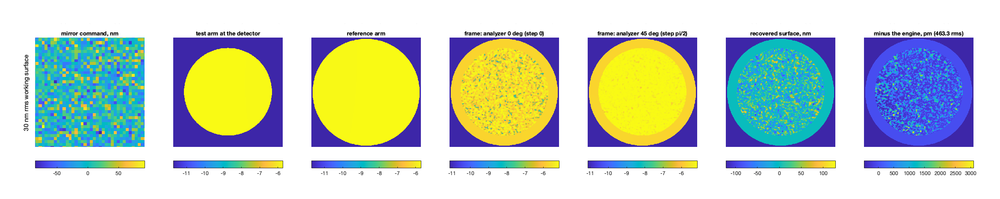 mirror command, nm
test arm at the detector
reference arm
frame: analyzer 0 deg (step 0)
frame: analyzer 45 deg (step pi/2)
recovered surface, nm
minus the engine, pm (463.3 rms)
30 nm rms working surface
-50 0 50
-11 -10 -9 -8 -7 -6
-11 -10 -9 -8 -7 -6
-11 -10 -9 -8 -7 -6
-11 -10 -9 -8 -7 -6
-100 -50 0 50 100
0 500 1000 1500 2000 2500 3000